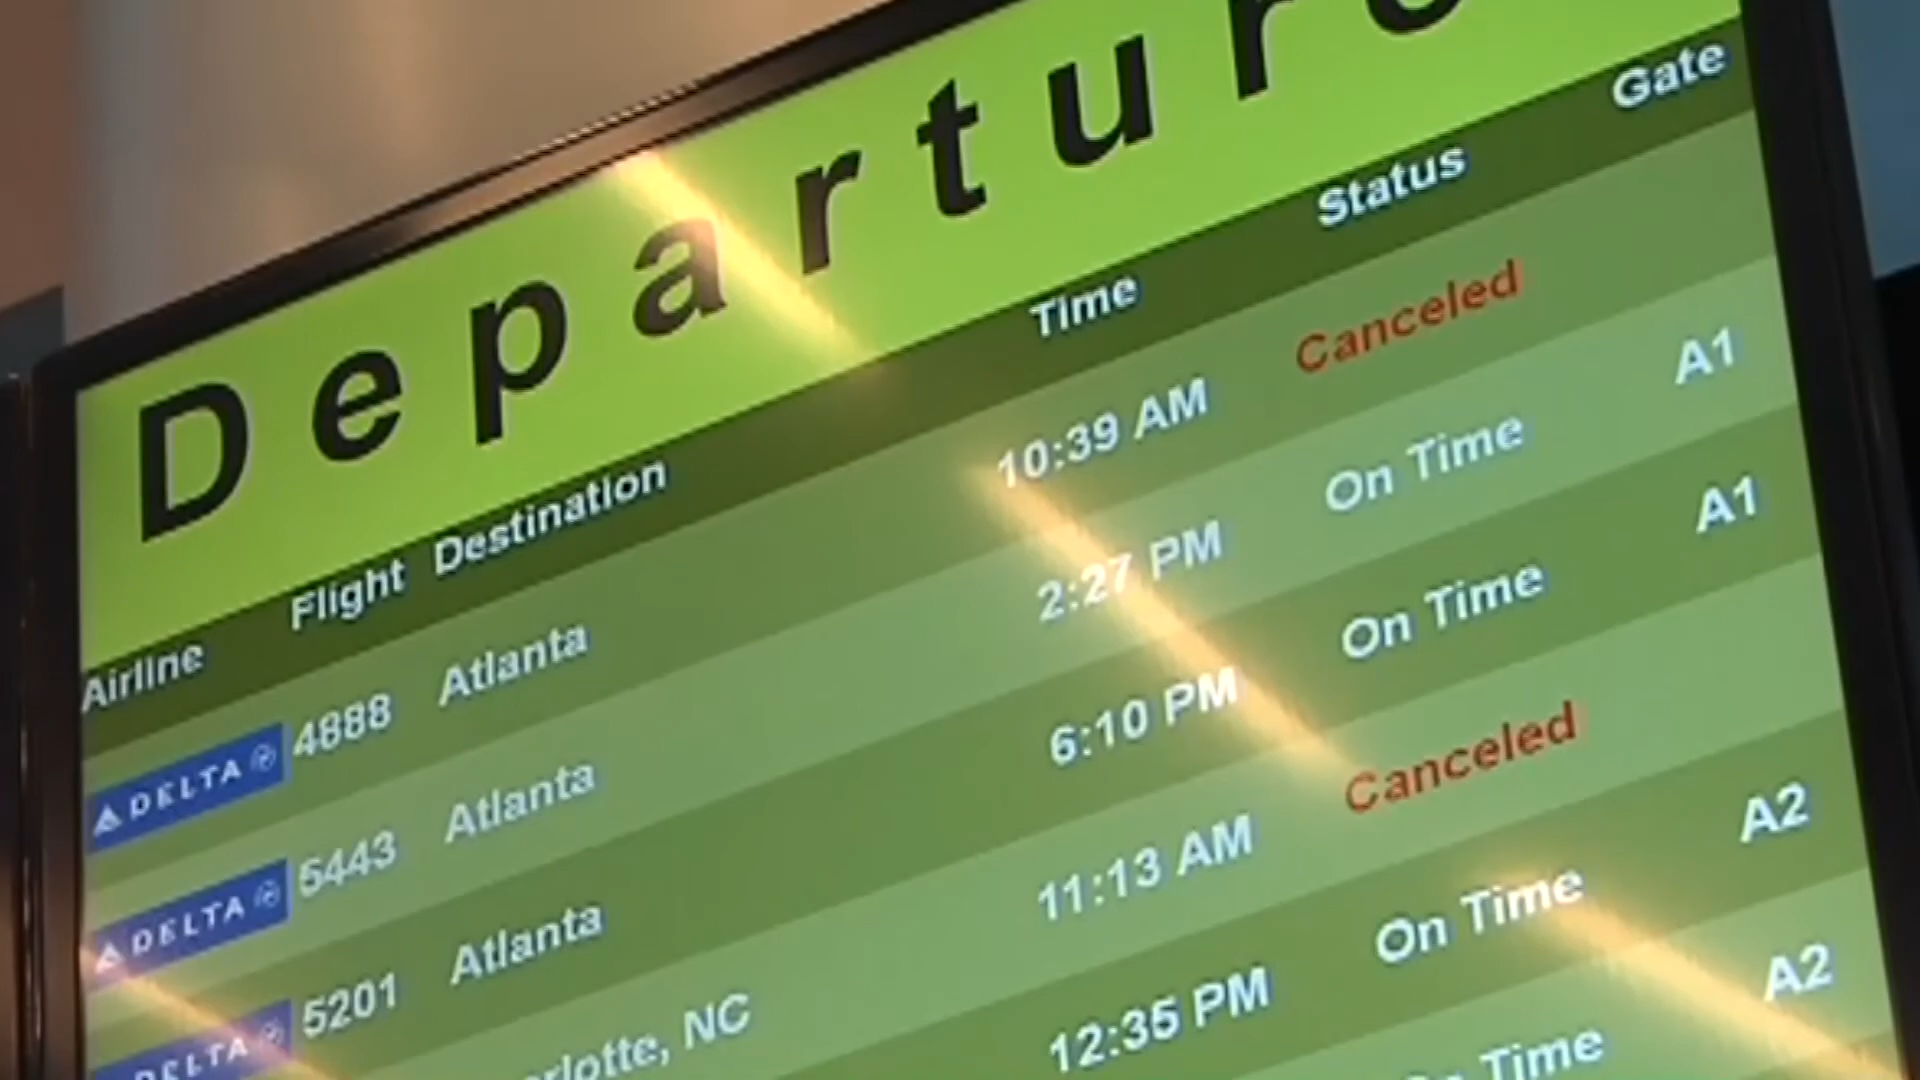 Departure
Airline Flight Destination Time Status Gate
DELTA 4888 Atlanta 10:39 AM Canceled
DELTA 5443 Atlanta 2:27 PM On Time A1
DELTA 5201 Atlanta 6:10 PM On Time A1
rlotte, NC 11:13 AM Canceled
12:35 PM On Time A2
Time A2